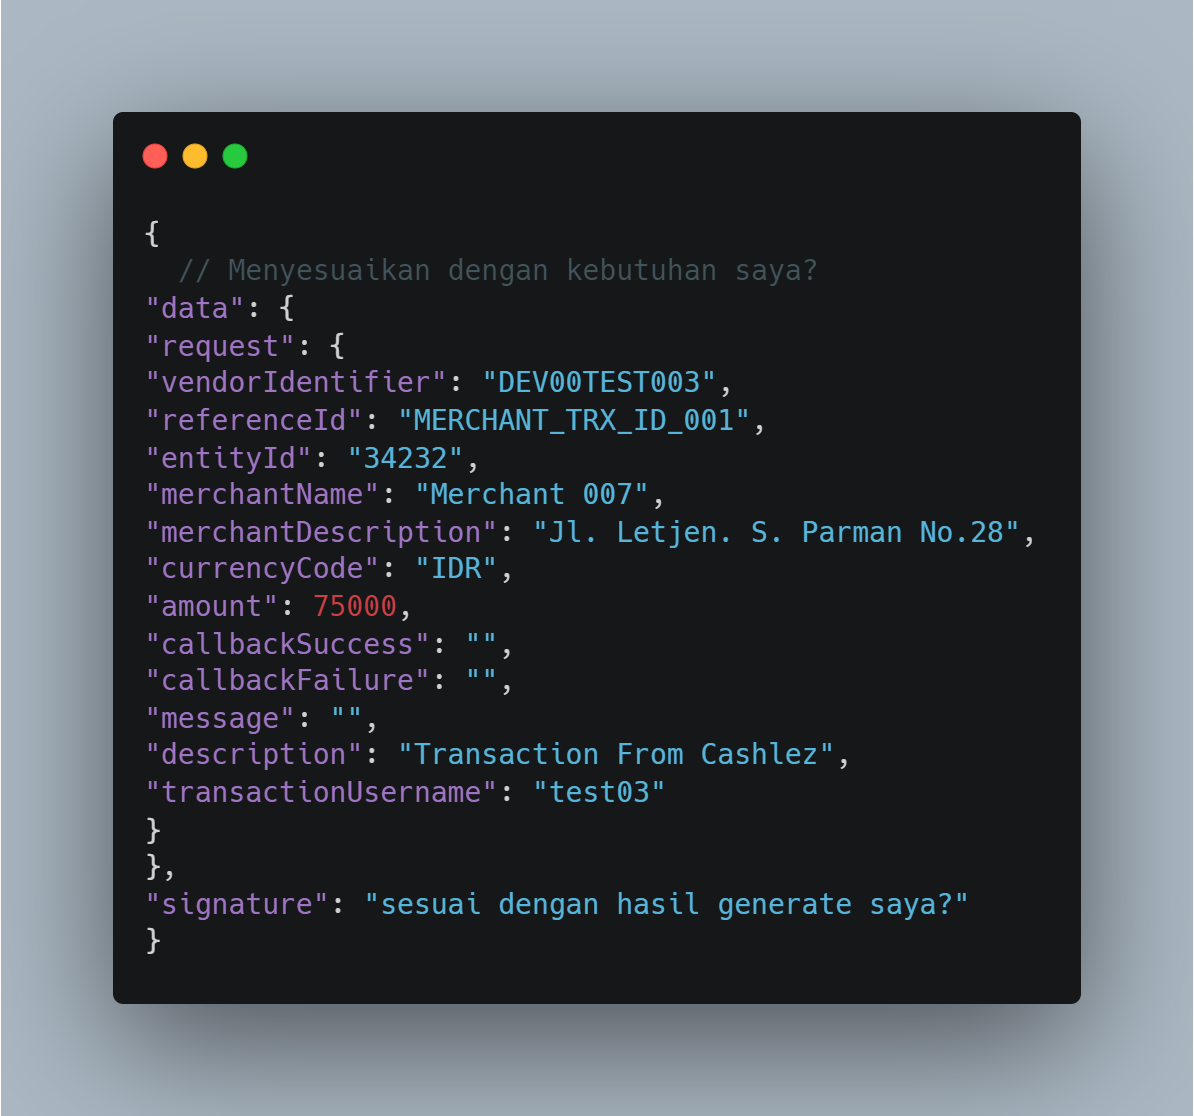 {
  // Menyesuaikan dengan kebutuhan saya?
"data": {
"request": {
"vendorIdentifier": "DEV00TEST003",
"referenceId": "MERCHANT_TRX_ID_001",
"entityId": "34232",
"merchantName": "Merchant 007",
"merchantDescription": "Jl. Letjen. S. Parman No.28",
"currencyCode": "IDR",
"amount": 75000,
"callbackSuccess": "",
"callbackFailure": "",
"message": "",
"description": "Transaction From Cashlez",
"transactionUsername": "test03"
}
},
"signature": "sesuai dengan hasil generate saya?"
}